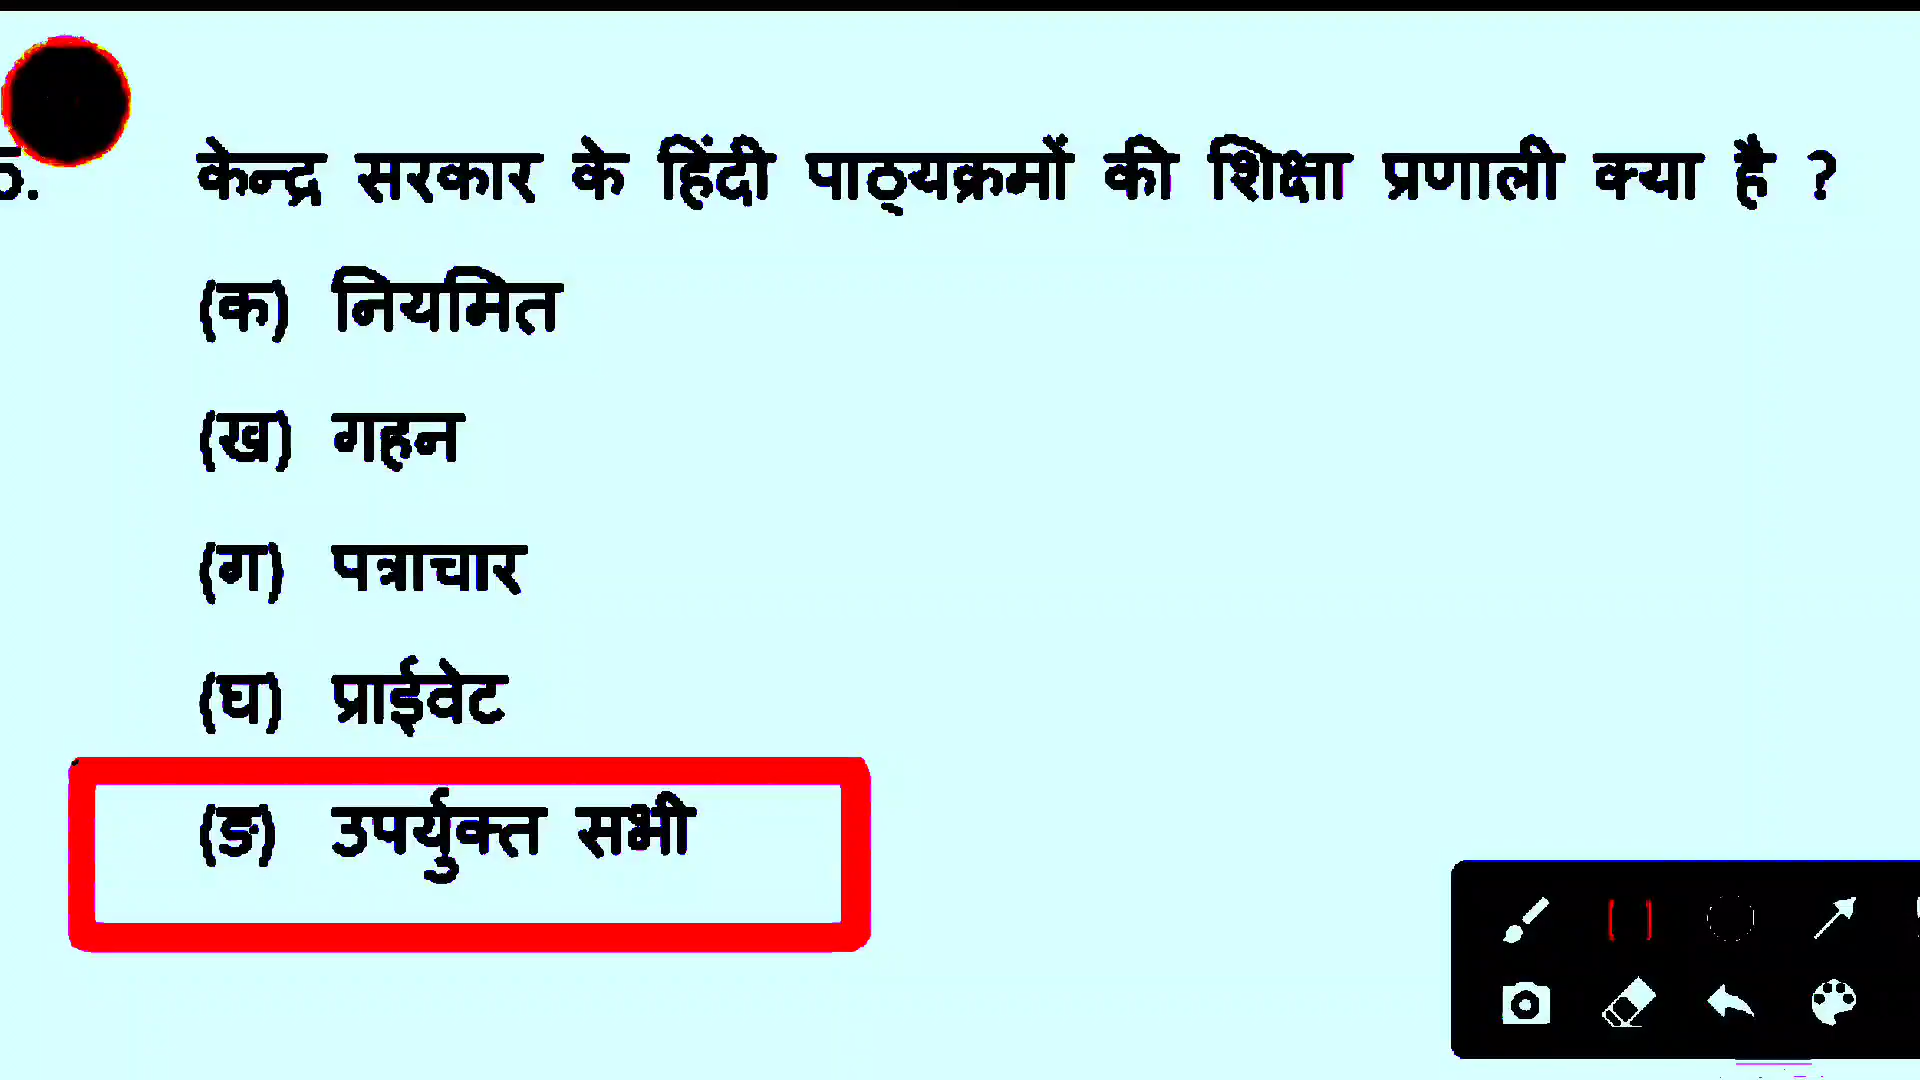 5. केन्द्र सरकार के हिंदी पाठ्यक्रमों की शिक्षा प्रणाली क्या है ?
(क) नियमित
(ख) गहन
(ग) पत्राचार
(घ) प्राईवेट
(ङ) उपर्युक्त सभी